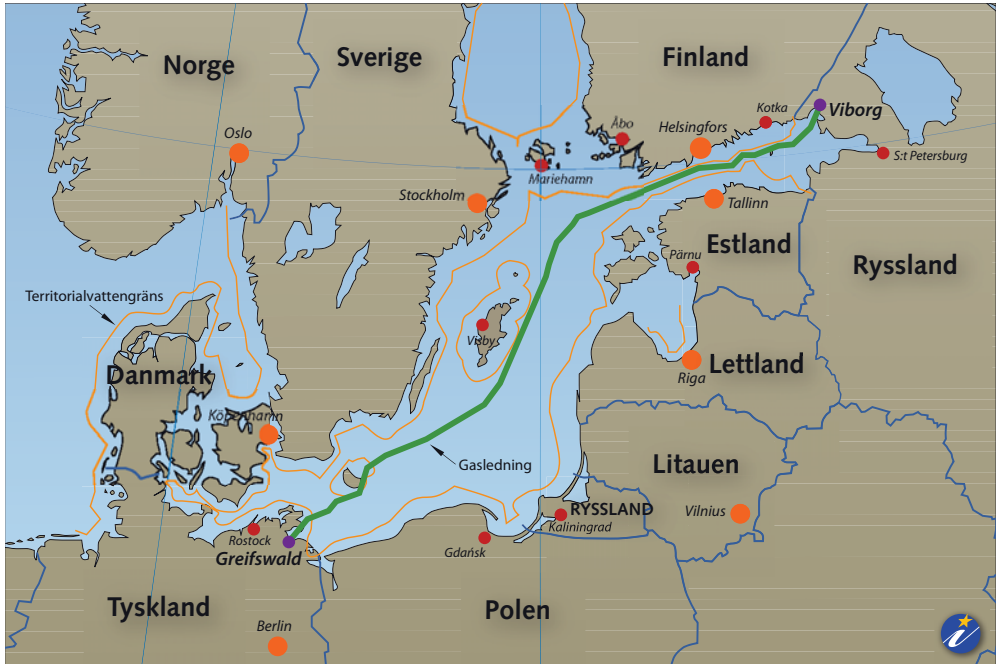 Norge
Sverige
Finland
Oslo
Åbo
Helsingfors
Kotka
Viborg
S:t Petersburg
Mariehamn
Stockholm
Tallinn
Estland
Pärnu
Ryssland
Territorialvattengräns
Visby
Danmark
Riga
Lettland
Köpenhamn
Gasledning
Litauen
RYSSLAND
Kaliningrad
Vilnius
Rostock
Greifswald
Gdańsk
Tyskland
Polen
Berlin
i